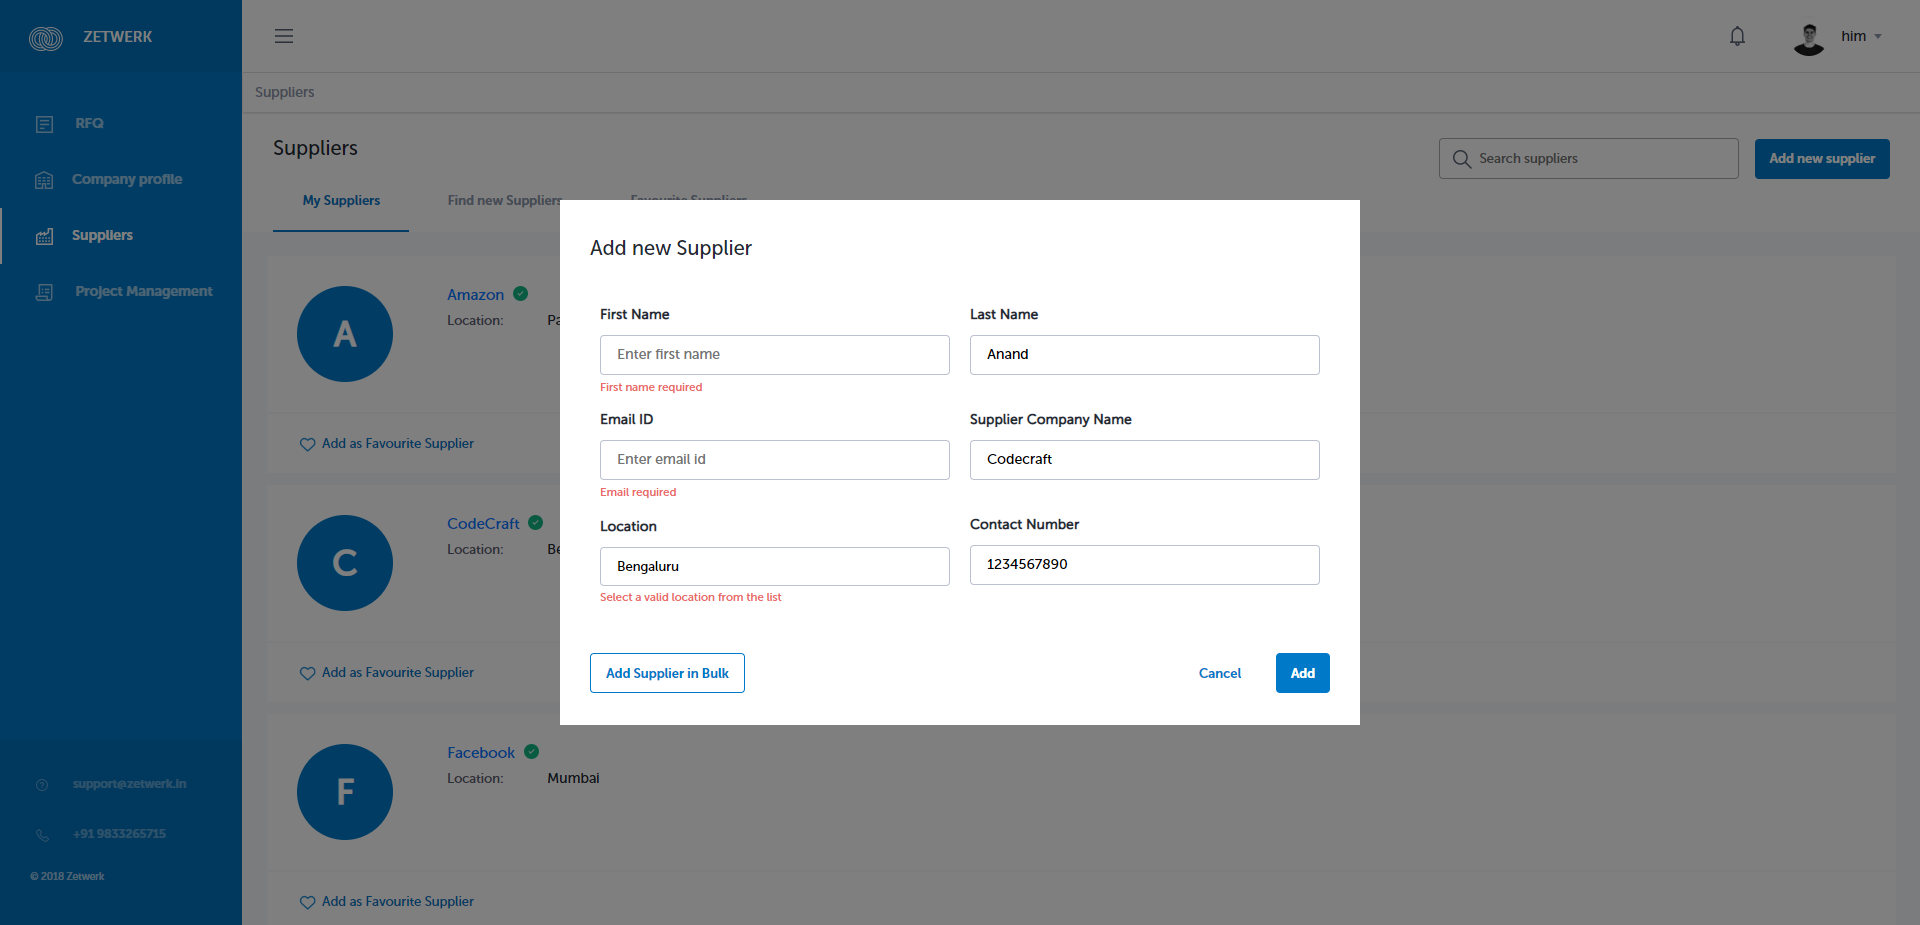 ZETWERK
him
Suppliers
RFQ
Company profile
Suppliers
Project Management
Suppliers
Search suppliers
Add new supplier
My Suppliers
Find new Suppliers
Favourite Suppliers
Add new Supplier
First Name
Last Name
Enter first name
Anand
First name required
Email ID
Supplier Company Name
Enter email id
Codecraft
Email required
Location
Contact Number
Bengaluru
1234567890
Select a valid location from the list
Add Supplier in Bulk
Cancel
Add
A
Amazon
Location: Pa
Add as Favourite Supplier
C
CodeCraft
Location: Be
Add as Favourite Supplier
F
Facebook
Location: Mumbai
Add as Favourite Supplier
support@zetwerk.in
+91 9833265715
© 2018 Zetwerk